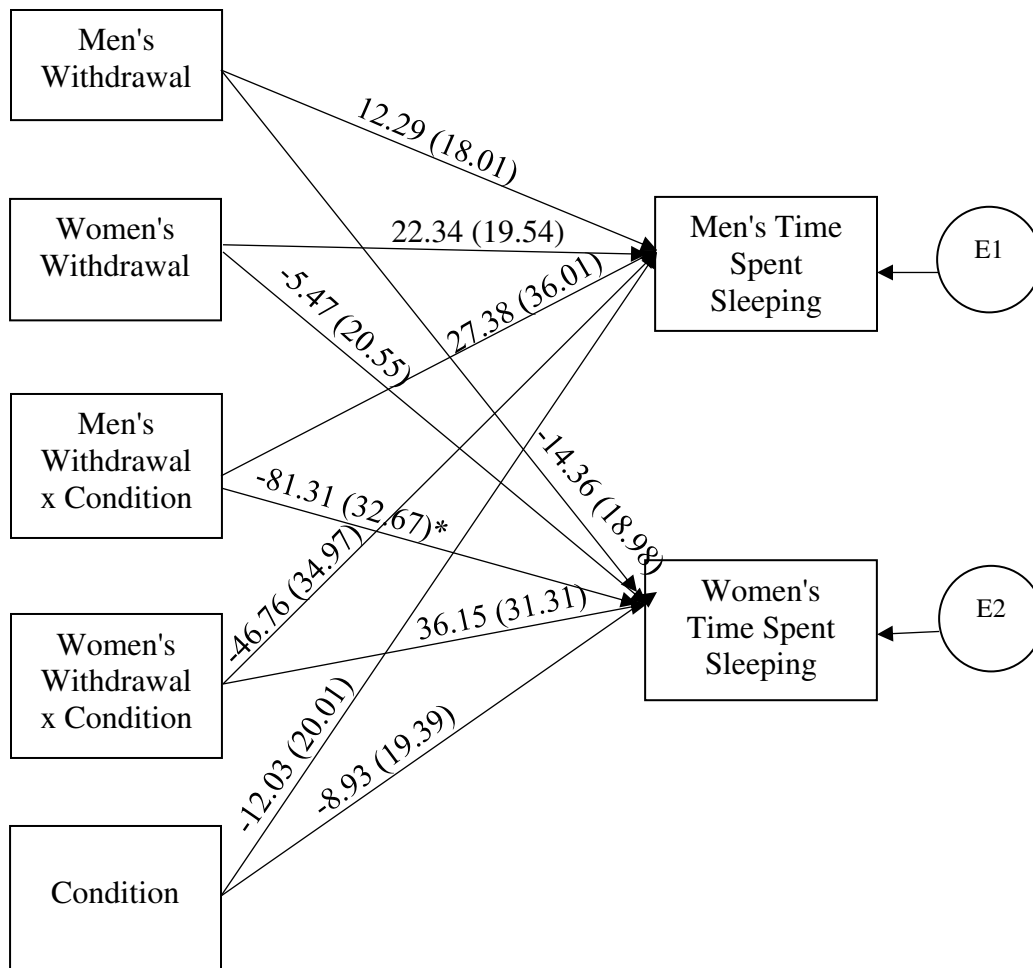 Men's
Withdrawal
12.29 (18.01)
Women's
Withdrawal
22.34 (19.54)
-5.47 (20.55)
Men's Time
Spent
Sleeping
E1
27.38 (36.01)
Men's
Withdrawal
x Condition
-14.36 (18.98)
-81.31 (32.67)*
-46.76 (34.97)
36.15 (31.31)
Women's
Time Spent
Sleeping
E2
Women's
Withdrawal
x Condition
-12.03 (20.01)
-8.93 (19.39)
Condition